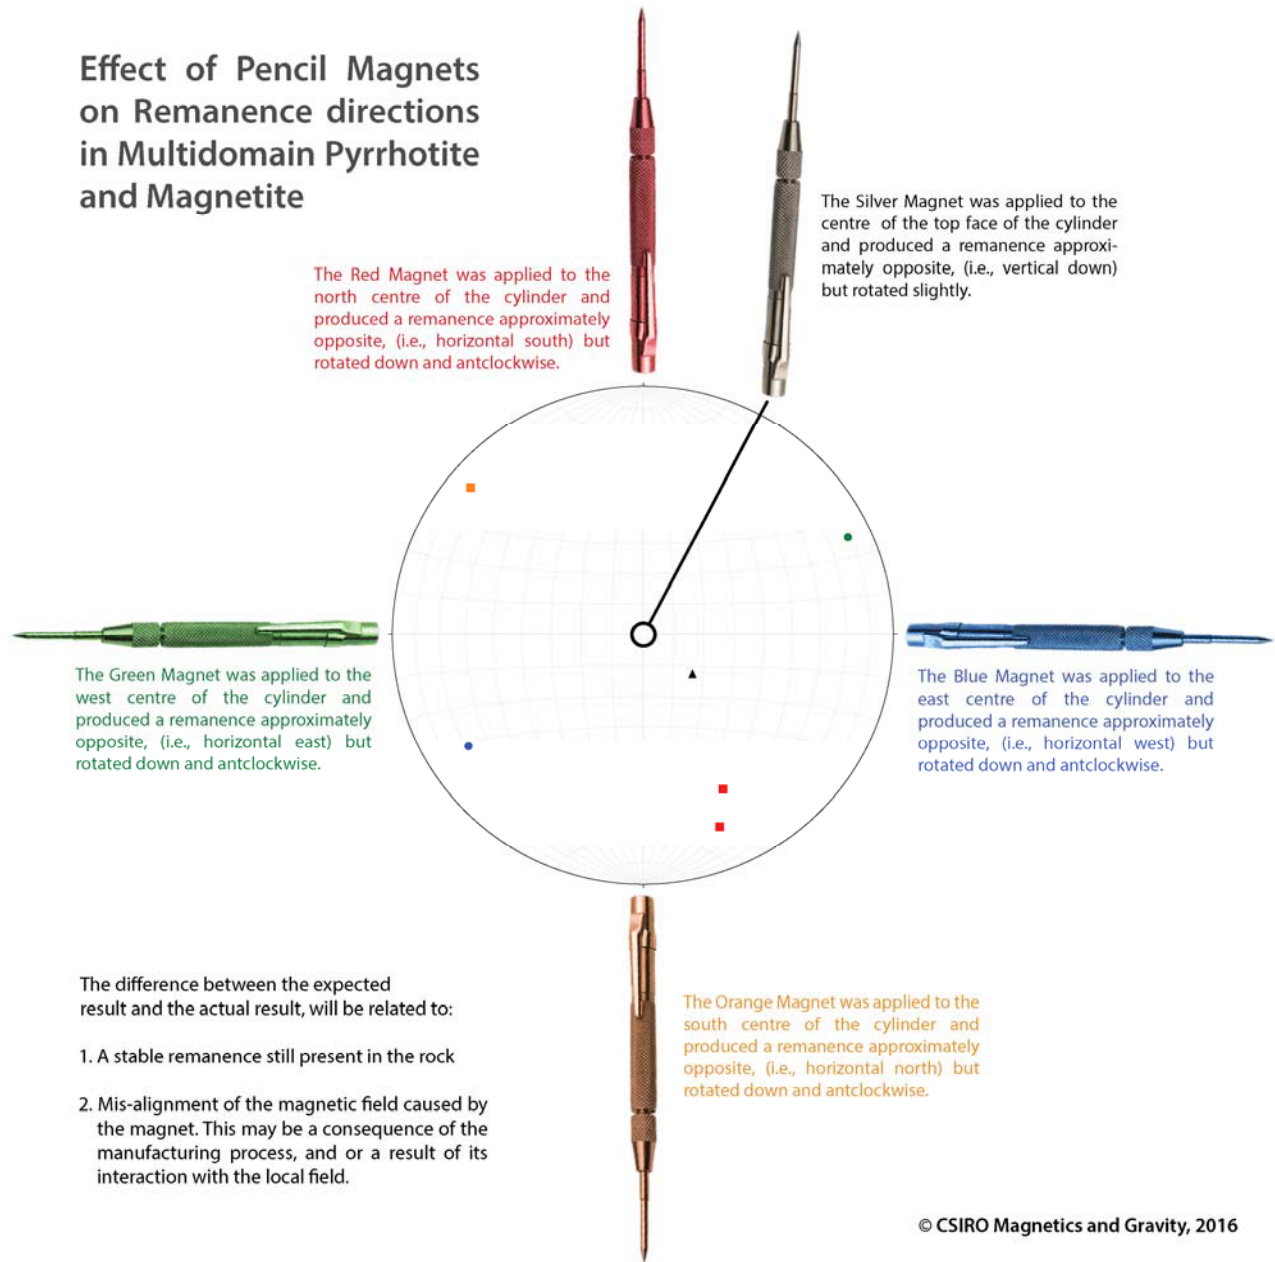 Effect of Pencil Magnets
on Remanence directions
in Multidomain Pyrrhotite
and Magnetite
The Silver Magnet was applied to the
centre of the top face of the cylinder
and produced a remanence approxi-
mately opposite, (i.e., vertical down)
but rotated slightly.
The Red Magnet was applied to the
north centre of the cylinder and
produced a remanence approximately
opposite, (i.e., horizontal south) but
rotated down and antclockwise.
The Green Magnet was applied to the
west centre of the cylinder and
produced a remanence approximately
opposite, (i.e., horizontal east) but
rotated down and antclockwise.
The Blue Magnet was applied to the
east centre of the cylinder and
produced a remanence approximately
opposite, (i.e., horizontal west) but
rotated down and antclockwise.
The difference between the expected
result and the actual result, will be related to:
1. A stable remanence still present in the rock
2. Mis-alignment of the magnetic field caused by
the magnet. This may be a consequence of the
manufacturing process, and or a result of its
interaction with the local field.
The Orange Magnet was applied to the
south centre of the cylinder and
produced a remanence approximately
opposite, (i.e., horizontal north) but
rotated down and antclockwise.
© CSIRO Magnetics and Gravity, 2016